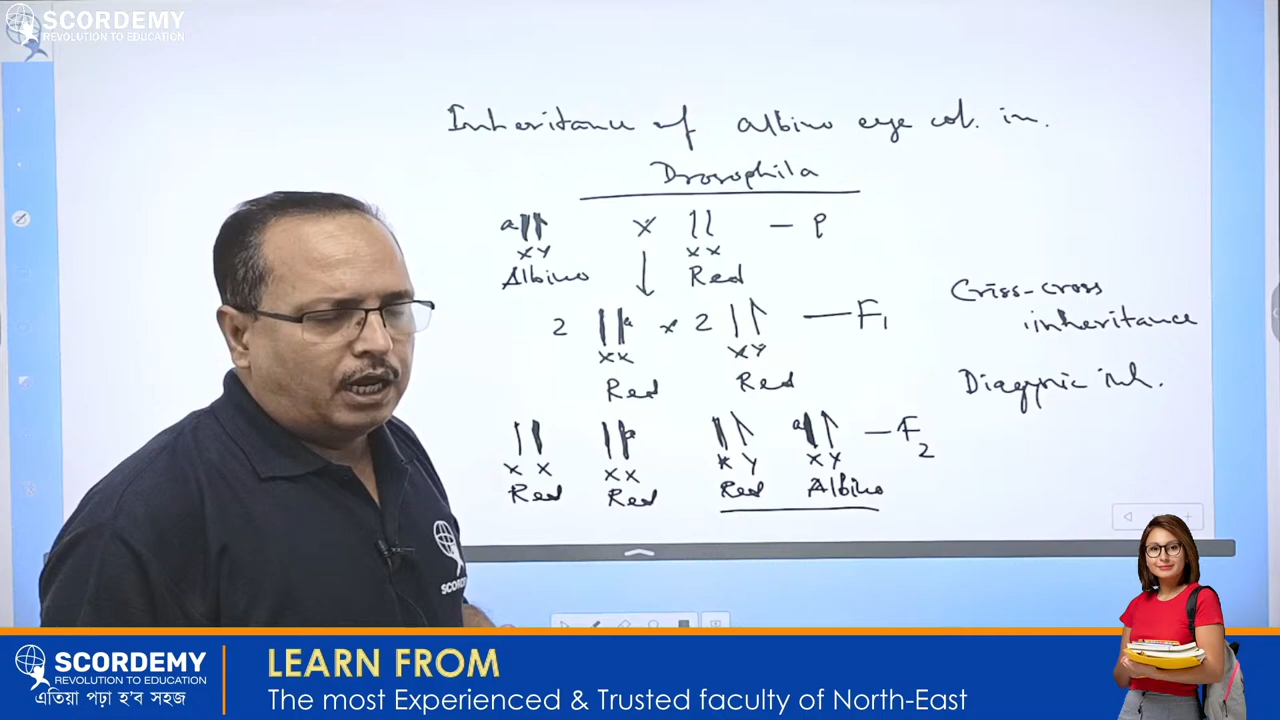 SCORDEMY
REVOLUTION TO EDUCATION
Inheritance of albino eye col. in.
Drosophila
a X Y x X X — P
Albino Red
2 X X a x 2 X Y — F1
Red Red
Criss-cross
inheritance
Diagynic inh.
X X X X a X Y a X Y — F2
Red Red Red Albino
SCORDEMY
REVOLUTION TO EDUCATION
এতিয়া পঢ়া হ'ব সহজ
LEARN FROM
The most Experienced & Trusted faculty of North-East